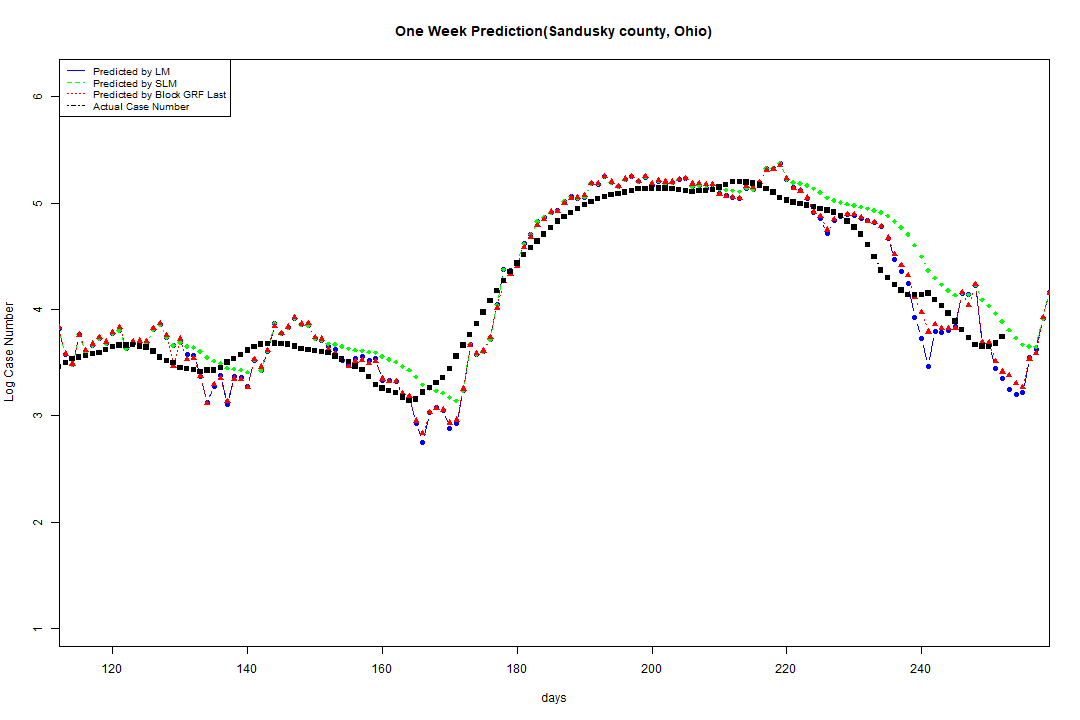 One Week Prediction(Sandusky county, Ohio)
Predicted by LM
Predicted by SLM
Predicted by Block GRF Last
Actual Case Number
6
5
4
3
2
1
Log Case Number
120 140 160 180 200 220 240
days